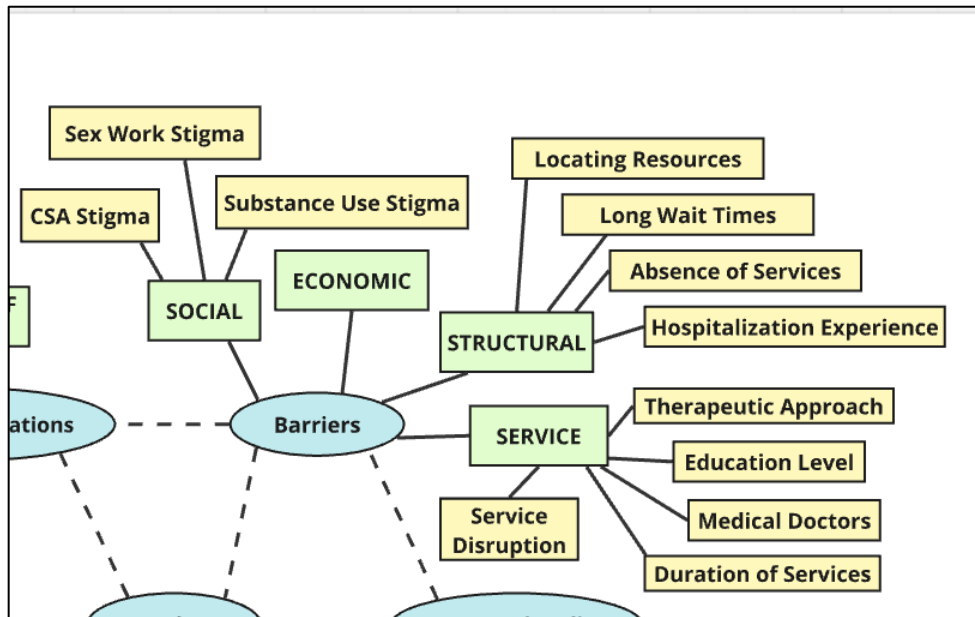 Sex Work Stigma
Locating Resources
CSA Stigma
Substance Use Stigma
Long Wait Times
Absence of Services
ECONOMIC
SOCIAL
Hospitalization Experience
STRUCTURAL
Therapeutic Approach
ations
Barriers
SERVICE
Education Level
Service
Disruption
Medical Doctors
Duration of Services